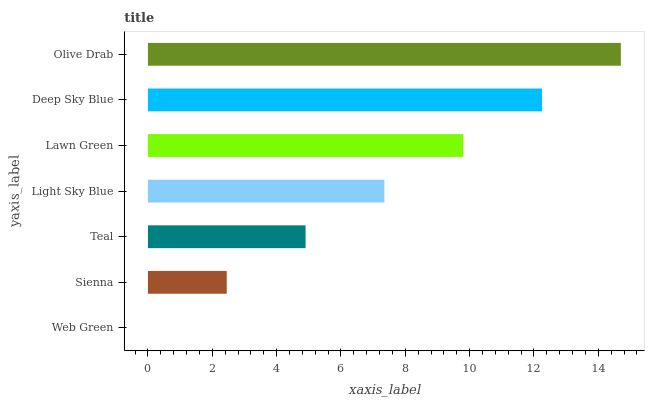 title
Olive Drab
Deep Sky Blue
Lawn Green
Light Sky Blue
Teal
Sienna
Web Green
yaxis_label
0 2 4 6 8 10 12 14
xaxis_label